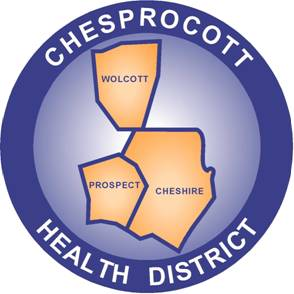 CHESPROCOTT
WOLCOTT
PROSPECT
CHESHIRE
HEALTH DISTRICT